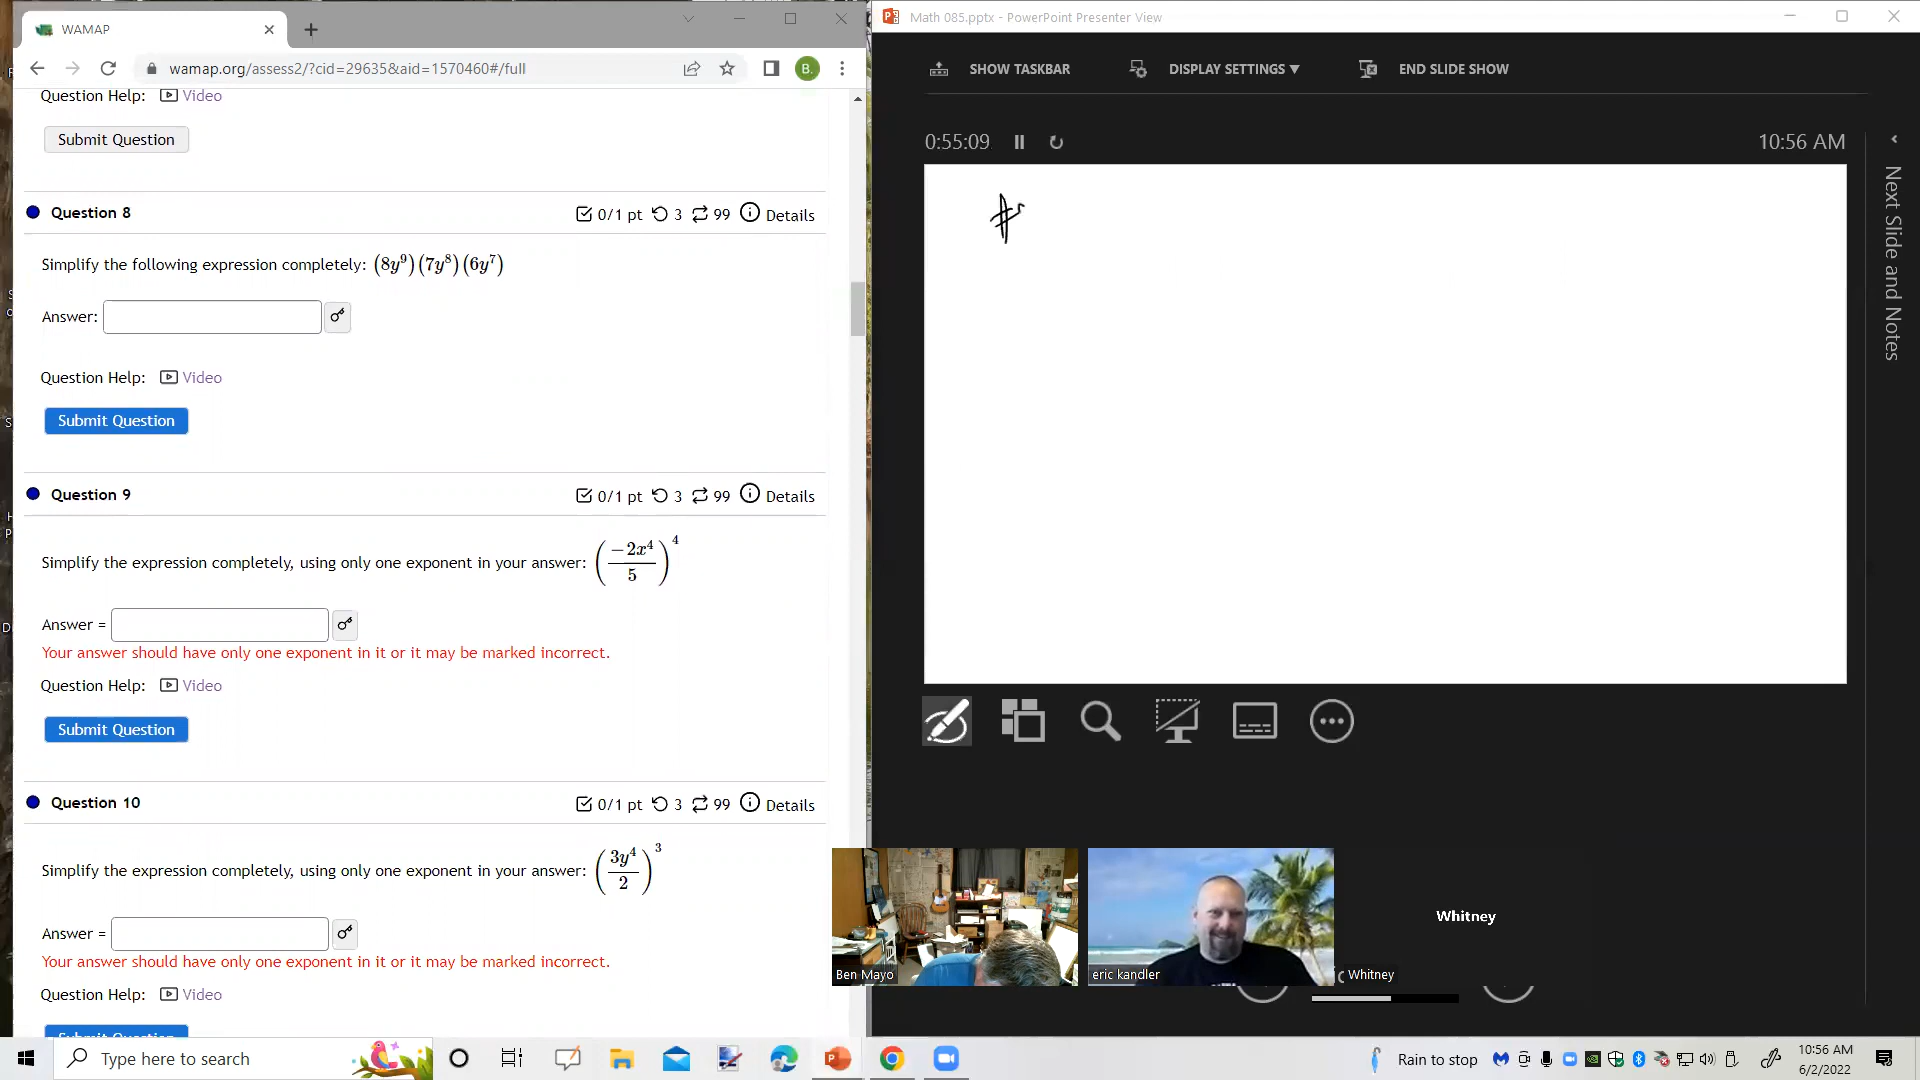 WAMAP
wamap.org/assess2/?cid=29635&aid=1570460#/full
B.
Question Help: Video
Submit Question
Question 8
0/1 pt 3 99 Details
Simplify the following expression completely: (8y⁹)(7y⁸)(6y⁷)
Answer:
Question Help: Video
Submit Question
Question 9
0/1 pt 3 99 Details
Simplify the expression completely, using only one exponent in your answer: (−2x⁴/5)⁴
Answer =
Your answer should have only one exponent in it or it may be marked incorrect.
Question Help: Video
Submit Question
Question 10
0/1 pt 3 99 Details
Simplify the expression completely, using only one exponent in your answer: (3y⁴/2)³
Answer =
Your answer should have only one exponent in it or it may be marked incorrect.
Question Help: Video
Submit Question
Math 085.pptx - PowerPoint Presenter View
SHOW TASKBAR
DISPLAY SETTINGS
END SLIDE SHOW
0:55:09
10:56 AM
Next Slide and Notes
Ben Mayo
eric kandler
Whitney
Whitney
Type here to search
Rain to stop
10:56 AM
6/2/2022